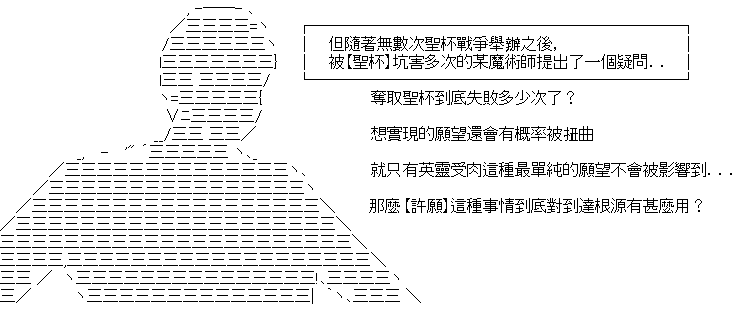 但隨著無數次聖杯戰爭舉辦之後,
被【聖杯】坑害多次的某魔術師提出了一個疑問..
奪取聖杯到底失敗多少次了？
想實現的願望還會有概率被扭曲
就只有英靈受肉這種最單純的願望不會被影響到...
那麼【許願】這種事情到底對到達根源有甚麼用？